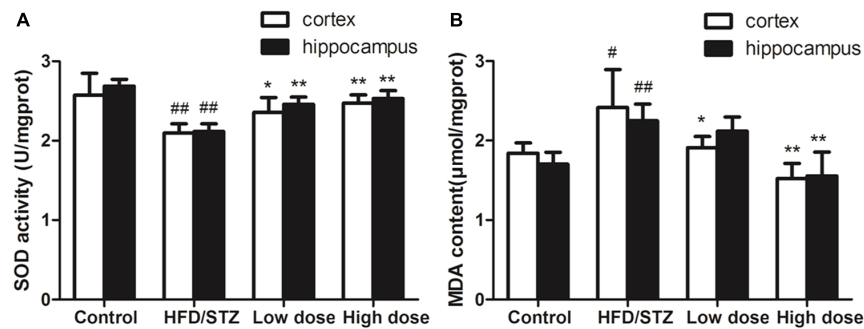 A
cortex
hippocampus
SOD activity (U/mgprot)
3
2
1
0
## ## * ** ** **
Control HFD/STZ Low dose High dose
B
cortex
hippocampus
MDA content(μmol/mgprot)
3
2
1
0
# ## * ** **
Control HFD/STZ Low dose High dose